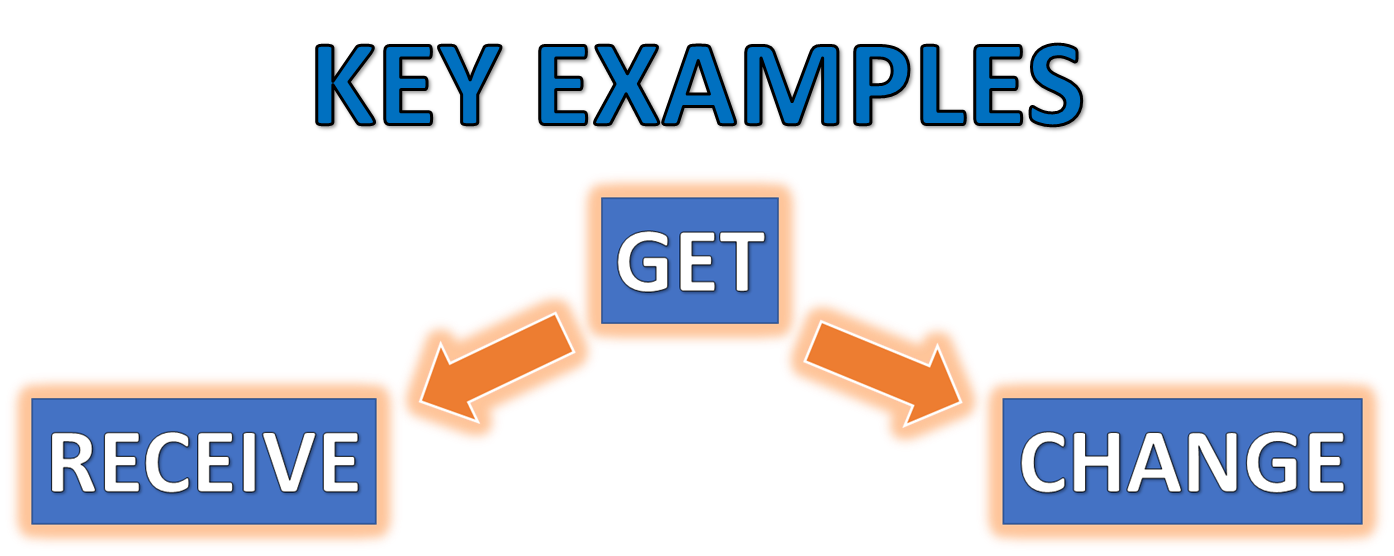 KEY EXAMPLES
GET
RECEIVE
CHANGE